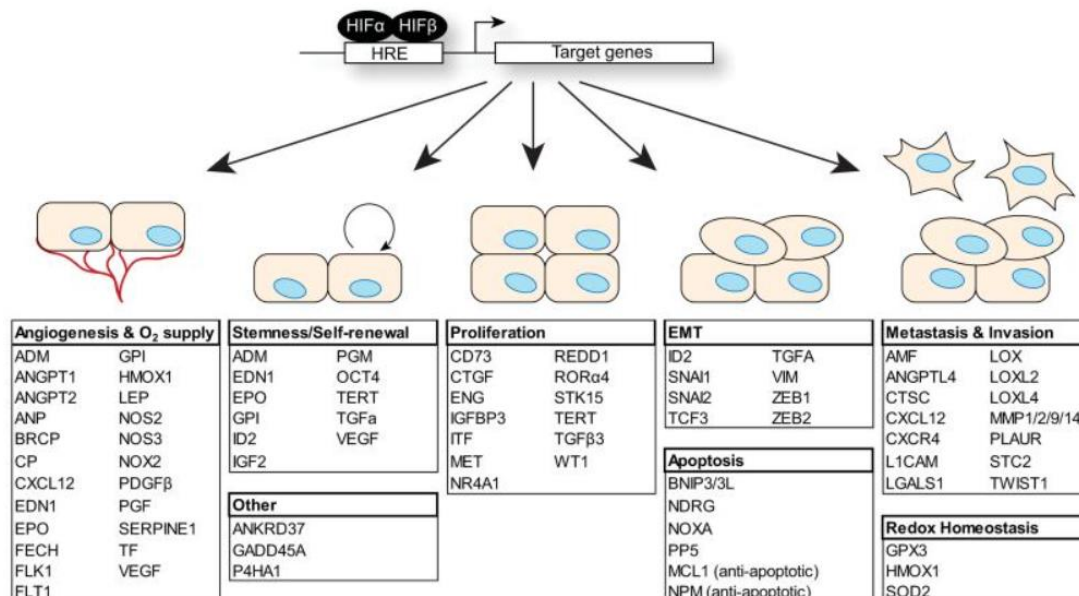 HIFα HIFβ
HRE
Target genes
Angiogenesis & O₂ supply
ADM GPI
ANGPT1 HMOX1
ANGPT2 LEP
ANP NOS2
BRCP NOS3
CP NOX2
CXCL12 PDGFβ
EDN1 PGF
EPO SERPINE1
FECH TF
FLK1 VEGF
FLT1
Stemness/Self-renewal
ADM PGM
EDN1 OCT4
EPO TERT
GPI TGFa
ID2 VEGF
IGF2
Other
ANKRD37
GADD45A
P4HA1
Proliferation
CD73 REDD1
CTGF RORα4
ENG STK15
IGFBP3 TERT
ITF TGFβ3
MET WT1
NR4A1
EMT
ID2 TGFA
SNAI1 VIM
SNAI2 ZEB1
TCF3 ZEB2
Apoptosis
BNIP3/3L
NDRG
NOXA
PP5
MCL1 (anti-apoptotic)
NPM (anti-apoptotic)
Metastasis & Invasion
AMF LOX
ANGPTL4 LOXL2
CTSC LOXL4
CXCL12 MMP1/2/9/14
CXCR4 PLAUR
L1CAM STC2
LGALS1 TWIST1
Redox Homeostasis
GPX3
HMOX1
SOD2